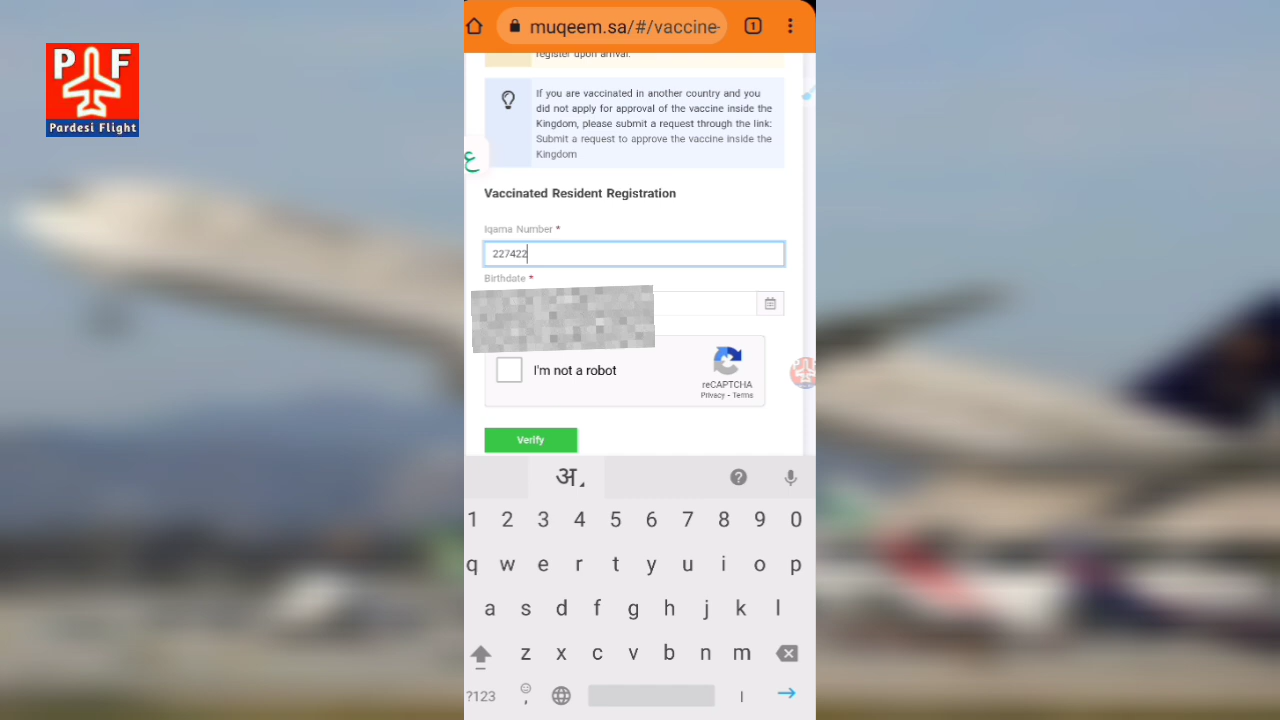 P F
Pardesi Flight
muqeem.sa/#/vaccine-
1
register upon arrival.
If you are vaccinated in another country and you
did not apply for approval of the vaccine inside the
Kingdom, please submit a request through the link:
Submit a request to approve the vaccine inside the
Kingdom
ع
Vaccinated Resident Registration
Iqama Number *
227422
Birthdate *
I'm not a robot
reCAPTCHA
Privacy - Terms
Verify
अ
?
1 2 3 4 5 6 7 8 9 0
q w e r t y u i o p
a s d f g h j k l
z x c v b n m
?123 , ।